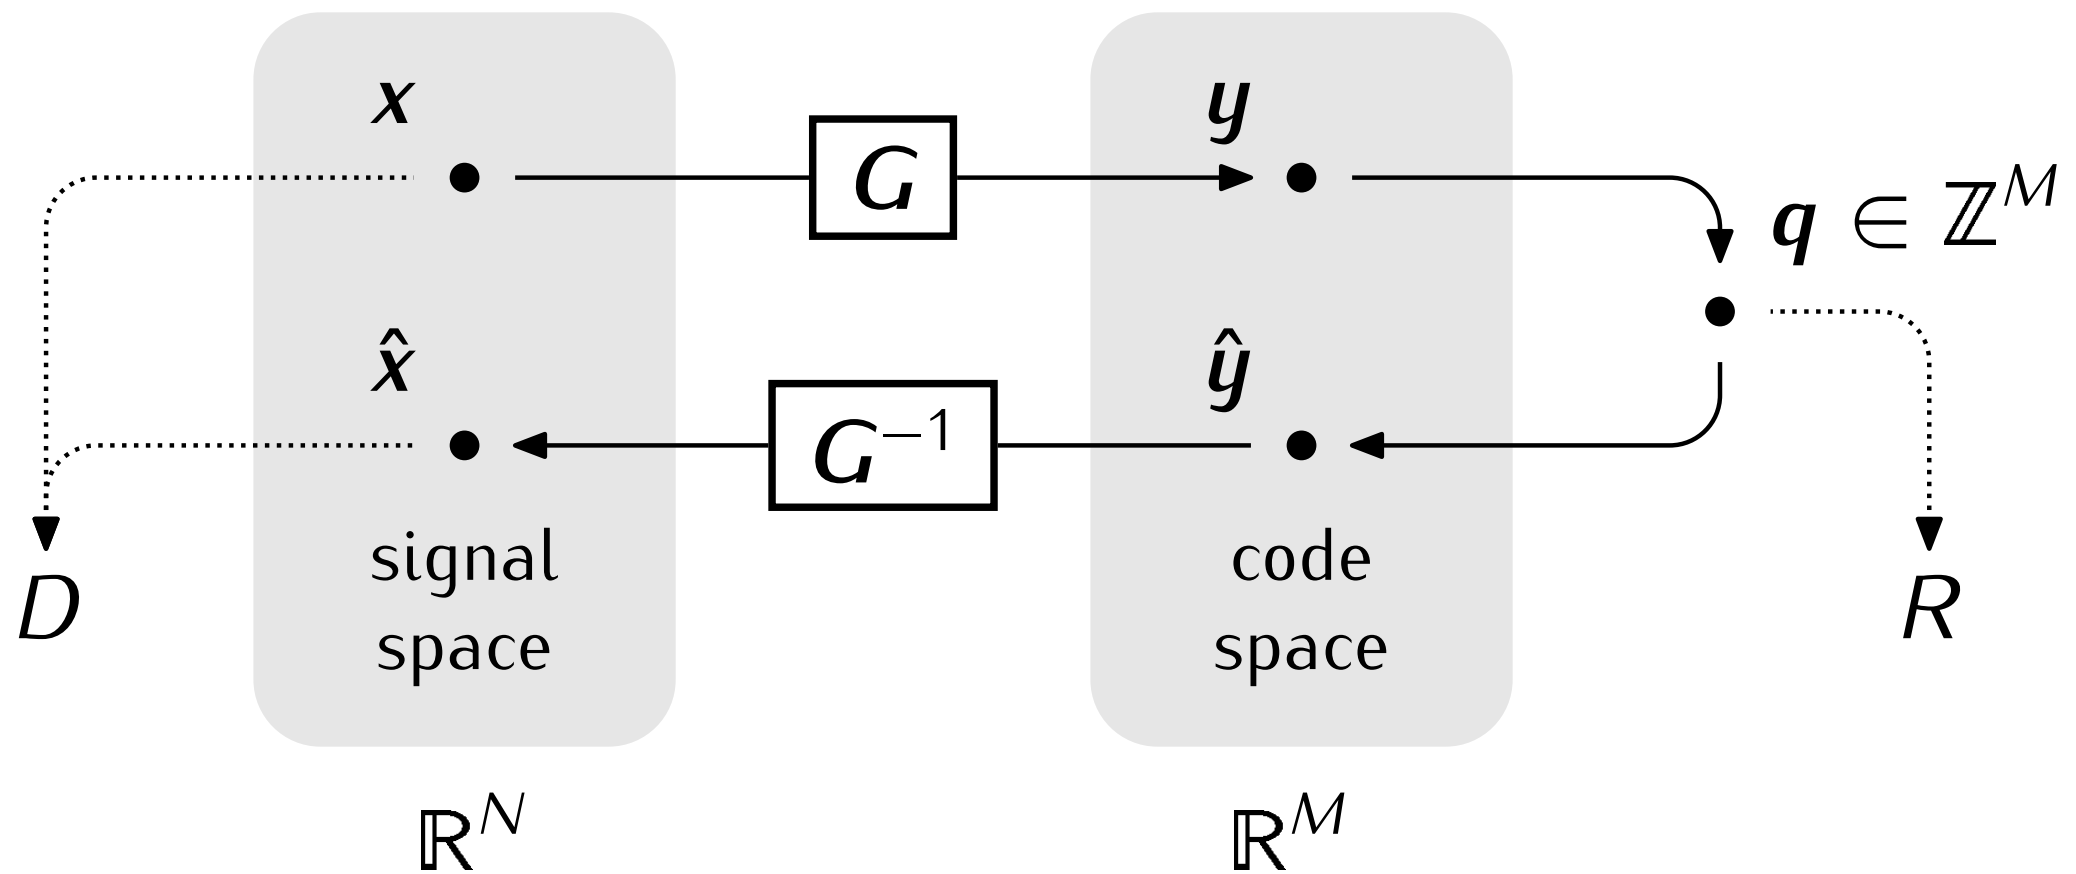 x
G
y
q ∈ ℤ^M
x̂
G⁻¹
ŷ
signal
space
code
space
D
R
ℝ^N
ℝ^M